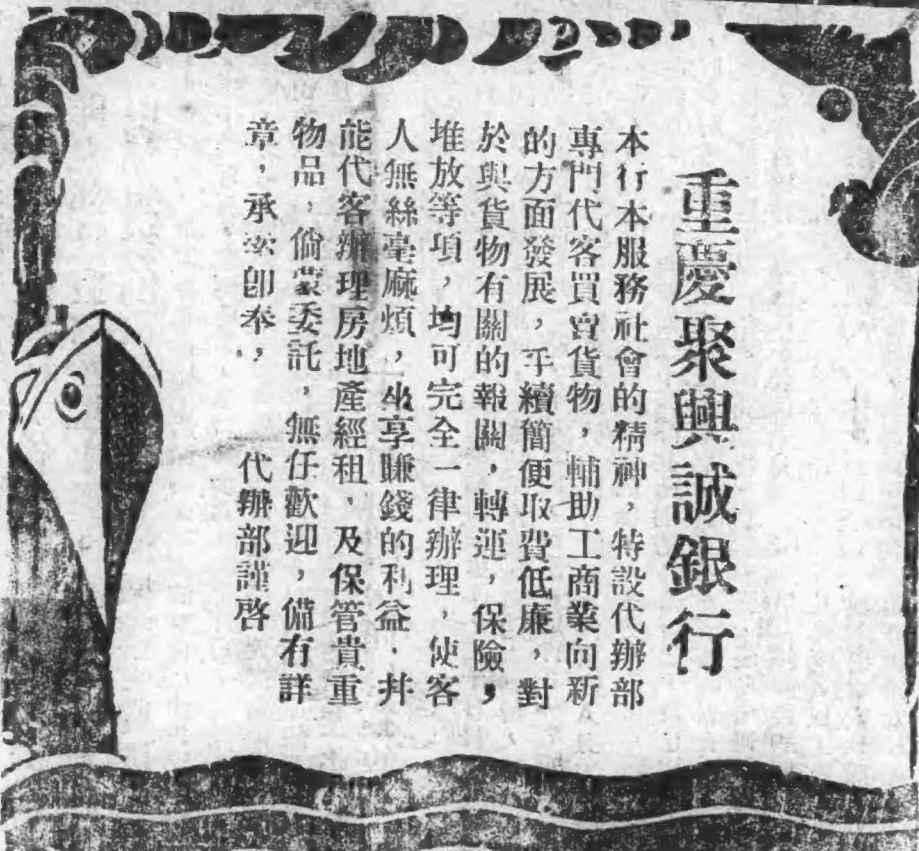 重慶聚興誠銀行
本行本服務社會的精神，特設代辦部
專門代客買賣貨物，輔助工商業向新
的方面發展，手續簡便取費低廉，對
於與貨物有關的報關，轉運，保險，
堆放等項，均可完全一律辦理，使客
人無絲毫麻煩，坐享賺錢的利益．并
能代客辦理房地產經租，及保管貴重
物品，倘蒙委託，無任歡迎，備有詳
章，承索卽奉，
代辦部謹啓